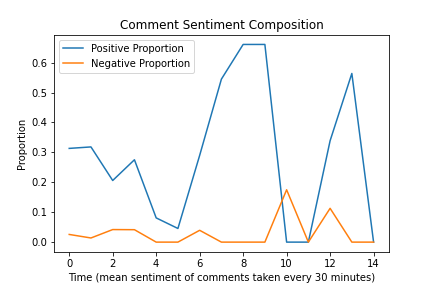 Comment Sentiment Composition
Positive Proportion
Negative Proportion
Proportion
0.6
0.5
0.4
0.3
0.2
0.1
0.0
0 2 4 6 8 10 12 14
Time (mean sentiment of comments taken every 30 minutes)